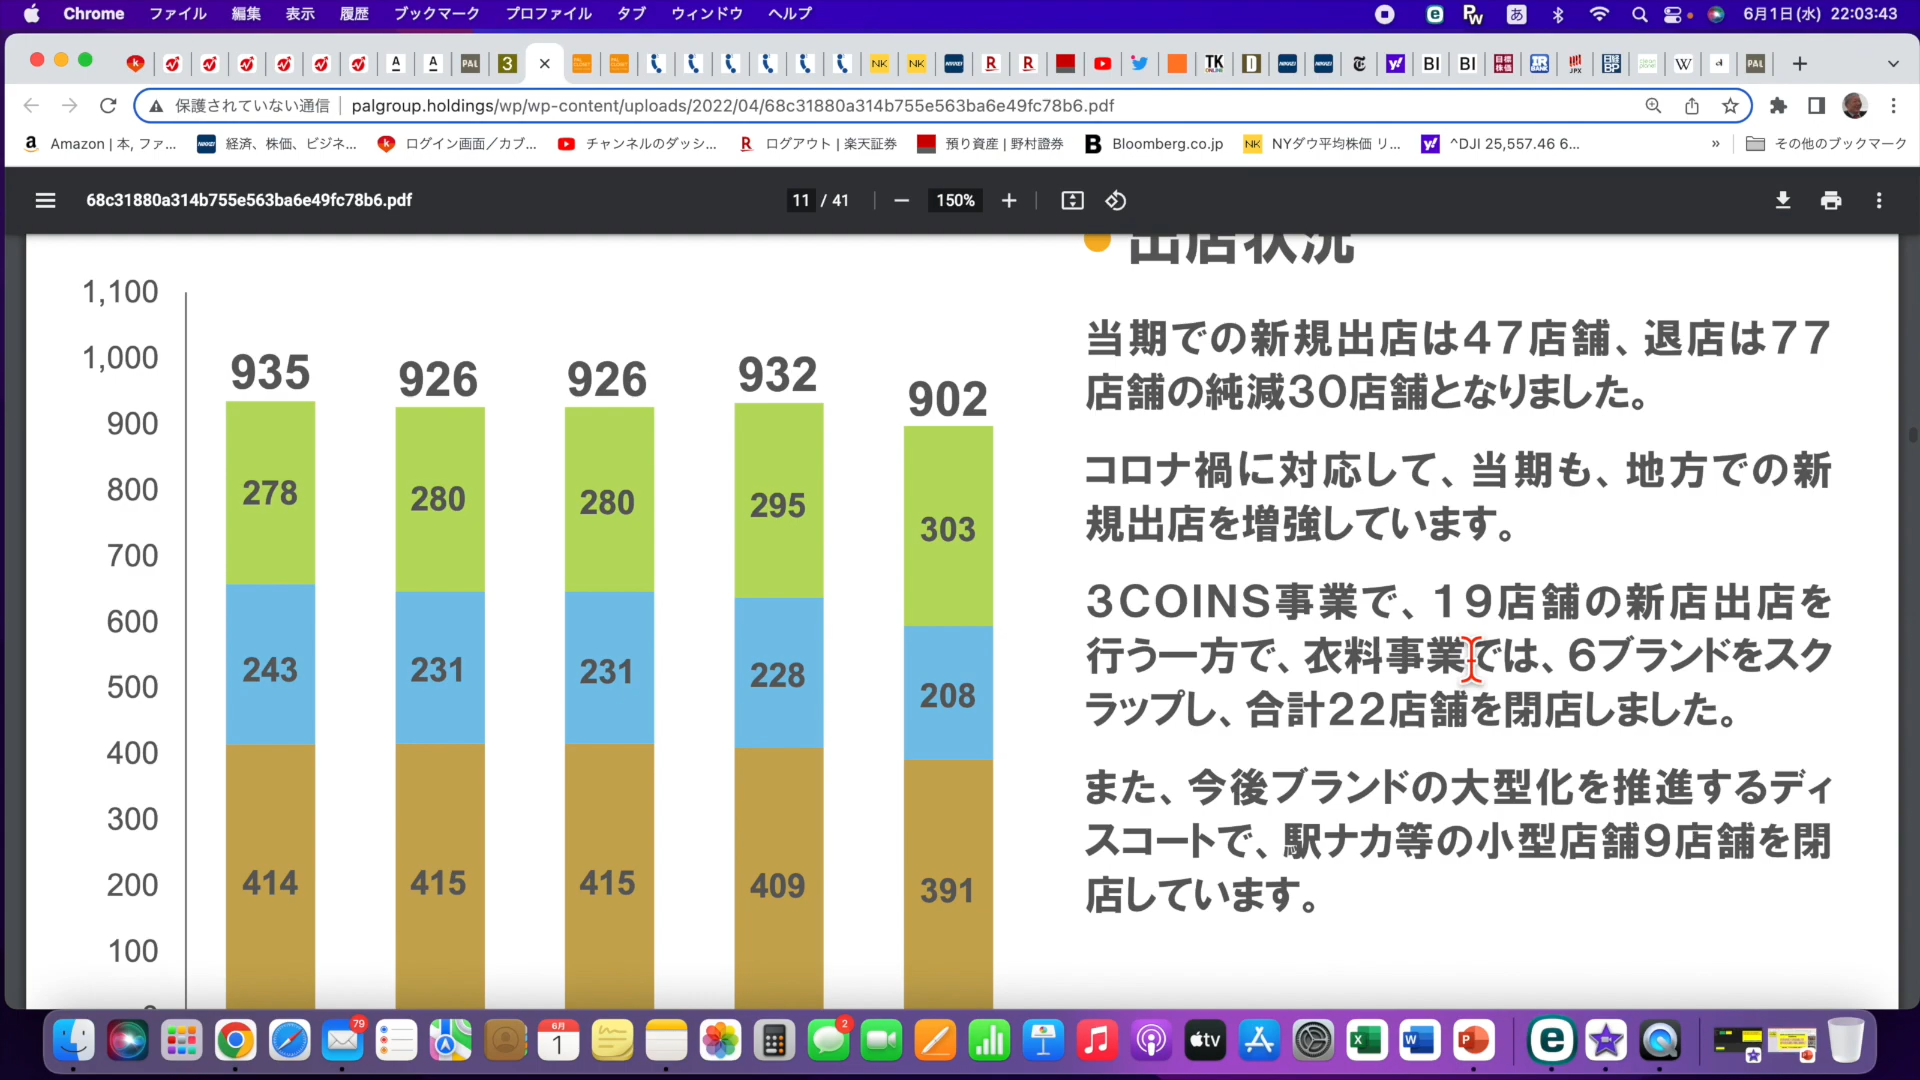 Chrome ファイル 編集 表示 履歴 ブックマーク プロファイル タブ ウィンドウ ヘルプ
あ 6月1日(水) 22:03:43
保護されていない通信 palgroup.holdings/wp/wp-content/uploads/2022/04/68c31880a314b755e563ba6e49fc78b6.pdf
Amazon | 本, ファ... 経済、株価、ビジネ... ログイン画面／カブ... チャンネルのダッシ... ログアウト | 楽天証券 預り資産 | 野村證券 Bloomberg.co.jp NYダウ平均株価 リ... ^DJI 25,557.46 6... » その他のブックマーク
68c31880a314b755e563ba6e49fc78b6.pdf 11 / 41 150%
出店状況
1,100
1,000
900
800
700
600
500
400
300
200
100
935 926 926 932 902
278 280 280 295 303
243 231 231 228 208
414 415 415 409 391
当期での新規出店は47店舗、退店は77
店舗の純減30店舗となりました。
コロナ禍に対応して、当期も、地方での新
規出店を増強しています。
3COINS事業で、19店舗の新店出店を
行う一方で、衣料事業では、6ブランドをスク
ラップし、合計22店舗を閉店しました。
また、今後ブランドの大型化を推進するディ
スコートで、駅ナカ等の小型店舗9店舗を閉
店しています。
79
6月
1
2
tv